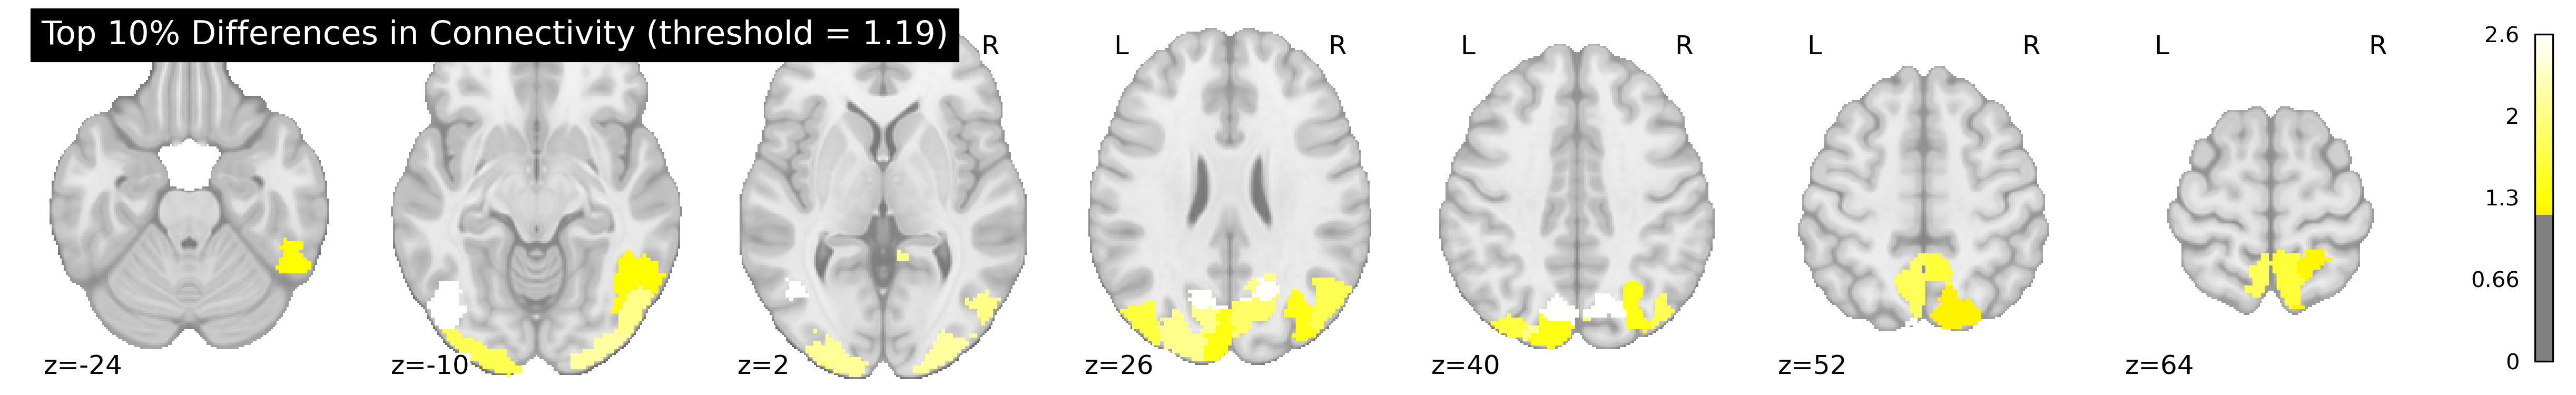 Top 10% Differences in Connectivity (threshold = 1.19)
R
L R
L R
L R
L R
z=-24
z=-10
z=2
z=26
z=40
z=52
z=64
2.6
2
1.3
0.66
0